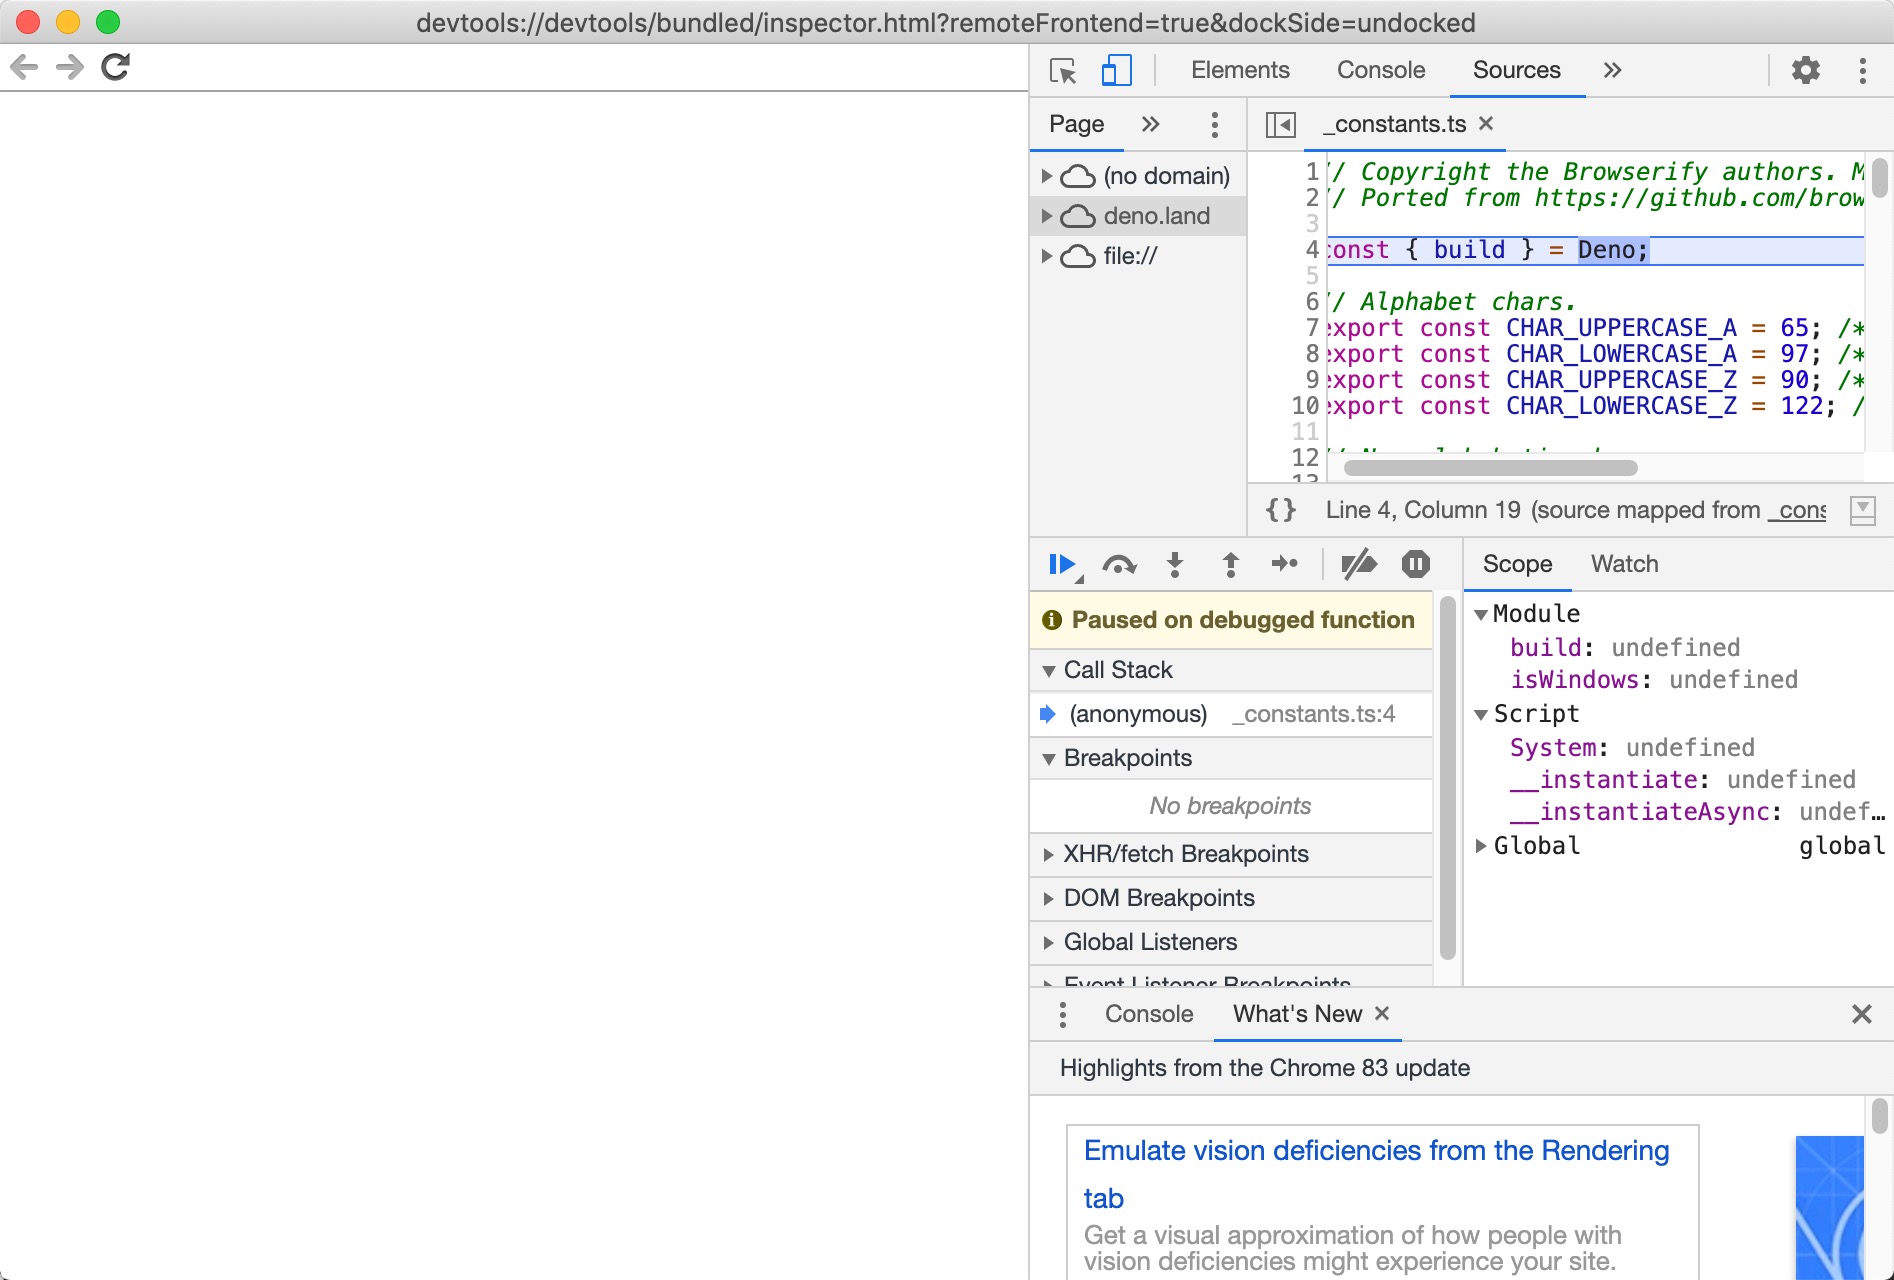 devtools://devtools/bundled/inspector.html?remoteFrontend=true&dockSide=undocked
Elements Console Sources
Page
_constants.ts
(no domain)
deno.land
file://
1 / Copyright the Browserify authors. M
2 / Ported from https://github.com/brow
3
4 const { build } = Deno;
5
6 / Alphabet chars.
7 export const CHAR_UPPERCASE_A = 65; /*
8 export const CHAR_LOWERCASE_A = 97; /*
9 export const CHAR_UPPERCASE_Z = 90; /*
10 export const CHAR_LOWERCASE_Z = 122; /
11
12
13
{} Line 4, Column 19 (source mapped from _cons
Scope Watch
Paused on debugged function
Call Stack
(anonymous) _constants.ts:4
Breakpoints
No breakpoints
XHR/fetch Breakpoints
DOM Breakpoints
Global Listeners
Event Listener Breakpoints
Module
build: undefined
isWindows: undefined
Script
System: undefined
__instantiate: undefined
__instantiateAsync: undef…
Global global
Console What's New
Highlights from the Chrome 83 update
Emulate vision deficiencies from the Rendering
tab
Get a visual approximation of how people with
vision deficiencies might experience your site.